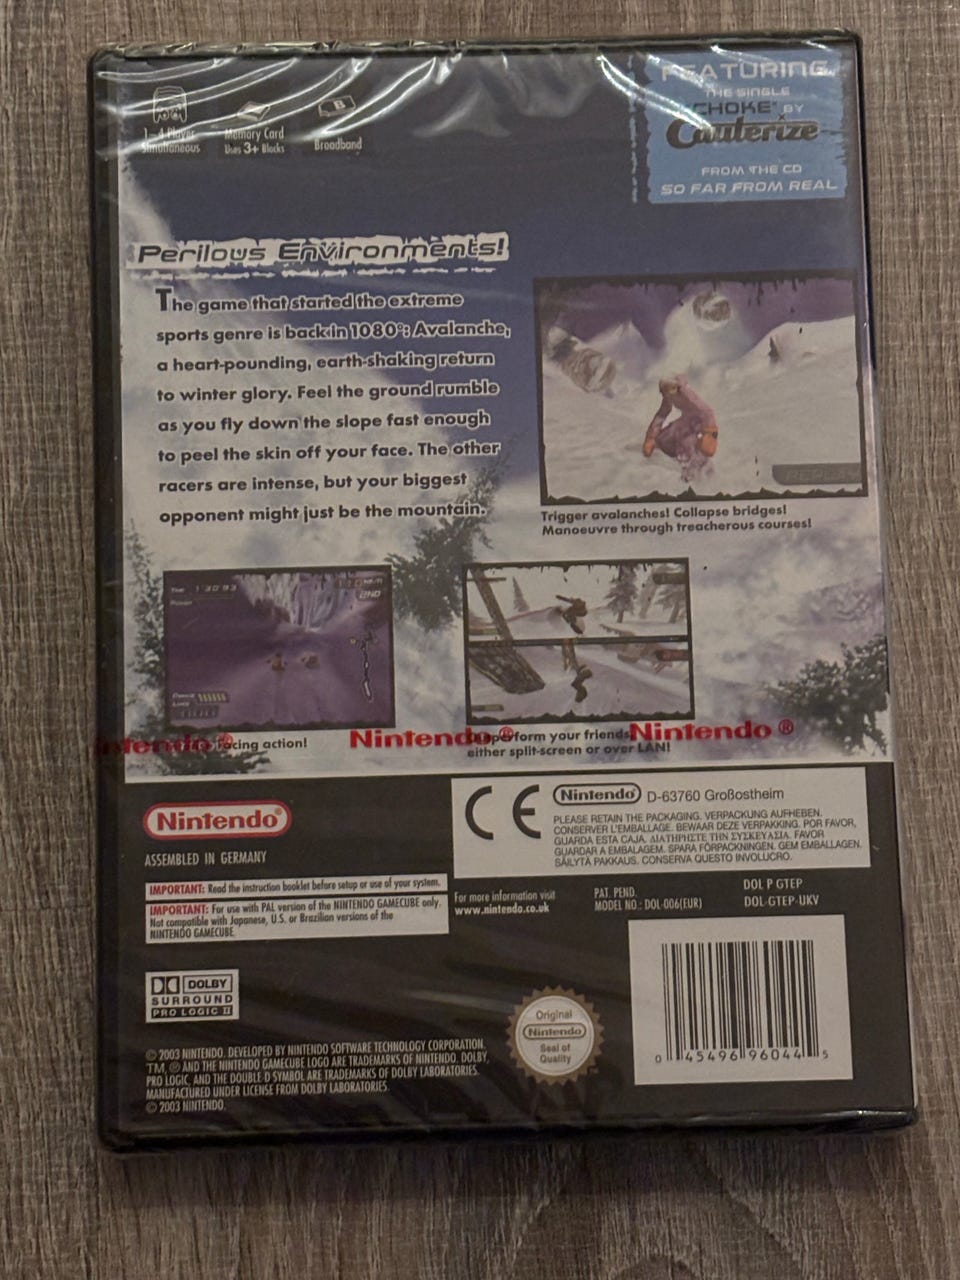 1-4 Player
Simultaneous
Memory Card
Uses 3+ Blocks
B
Broadband
FEATURING
THE SINGLE
"CHOKE" BY
Cauterize
FROM THE CD
SO FAR FROM REAL
Perilous Environments!
The game that started the extreme
sports genre is back in 1080°: Avalanche,
a heart-pounding, earth-shaking return
to winter glory. Feel the ground rumble
as you fly down the slope fast enough
to peel the skin off your face. The other
racers are intense, but your biggest
opponent might just be the mountain.
Trigger avalanches! Collapse bridges!
Manoeuvre through treacherous courses!
Time 1'30"93
Power
2ND
racing action!
Nintendo® Nintendo® Nintendo®
perform your friends
either split-screen or over LAN!
Nintendo®
ASSEMBLED IN GERMANY
CE
Nintendo® D-63760 Großostheim
PLEASE RETAIN THE PACKAGING. VERPACKUNG AUFHEBEN.
CONSERVER L'EMBALLAGE. BEWAAR DEZE VERPAKKING. POR FAVOR,
GUARDA ESTA CAJA. ΔΙΑΤΗΡΗΣΤΕ ΤΗΝ ΣΥΣΚΕΥΑΣΙΑ. FAVOR
GUARDAR A EMBALAGEM. SPARA FÖRPACKNINGEN. GEM EMBALLAGEN.
SÄILYTÄ PAKKAUS. CONSERVA QUESTO INVOLUCRO.
IMPORTANT: Read the instruction booklet before setup or use of your system.
IMPORTANT: For use with PAL version of the NINTENDO GAMECUBE only.
Not compatible with Japanese, U.S. or Brazilian versions of the
NINTENDO GAMECUBE.
For more information visit
www.nintendo.co.uk
PAT. PEND.
MODEL NO.: DOL-006(EUR)
DOL P GTEP
DOL-GTEP-UKV
DOLBY
SURROUND
PRO LOGIC II
Original
Nintendo
Seal of
Quality
0 45496 96044 5
© 2003 NINTENDO. DEVELOPED BY NINTENDO SOFTWARE TECHNOLOGY CORPORATION.
TM, ® AND THE NINTENDO GAMECUBE LOGO ARE TRADEMARKS OF NINTENDO. DOLBY,
PRO LOGIC, AND THE DOUBLE-D SYMBOL ARE TRADEMARKS OF DOLBY LABORATORIES.
MANUFACTURED UNDER LICENSE FROM DOLBY LABORATORIES.
© 2003 NINTENDO.